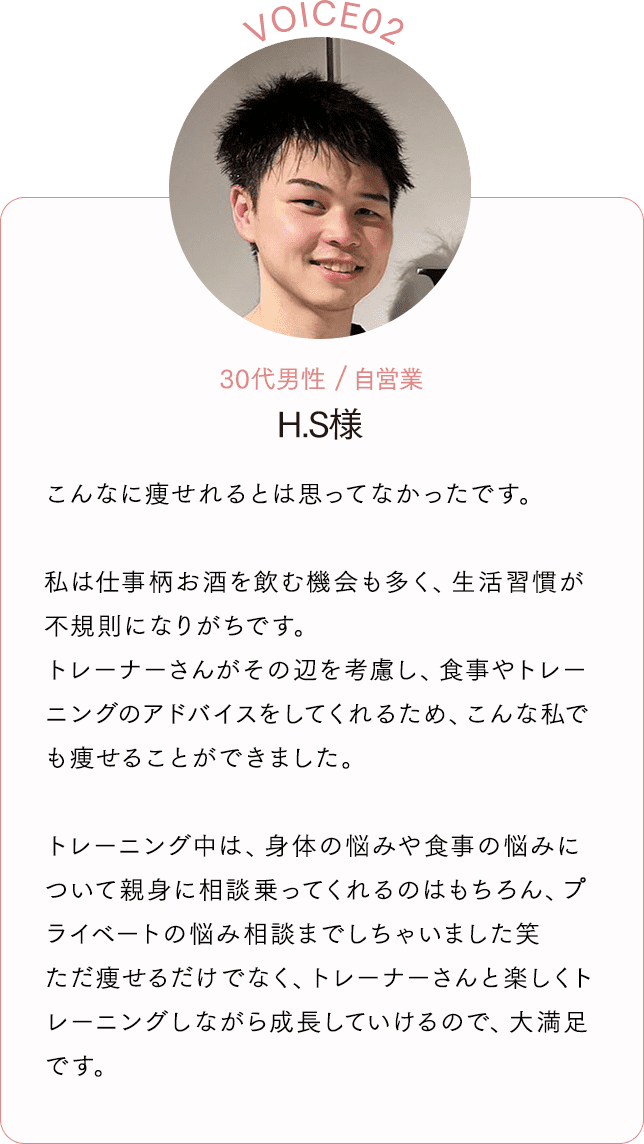 VOICE02
30代男性 / 自営業
H.S様
こんなに痩せれるとは思ってなかったです。
私は仕事柄お酒を飲む機会も多く、生活習慣が
不規則になりがちです。
トレーナーさんがその辺を考慮し、食事やトレー
ニングのアドバイスをしてくれるため、こんな私で
も痩せることができました。
トレーニング中は、身体の悩みや食事の悩みに
ついて親身に相談乗ってくれるのはもちろん、プ
ライベートの悩み相談までしちゃいました笑
ただ痩せるだけでなく、トレーナーさんと楽しくト
レーニングしながら成長していけるので、大満足
です。